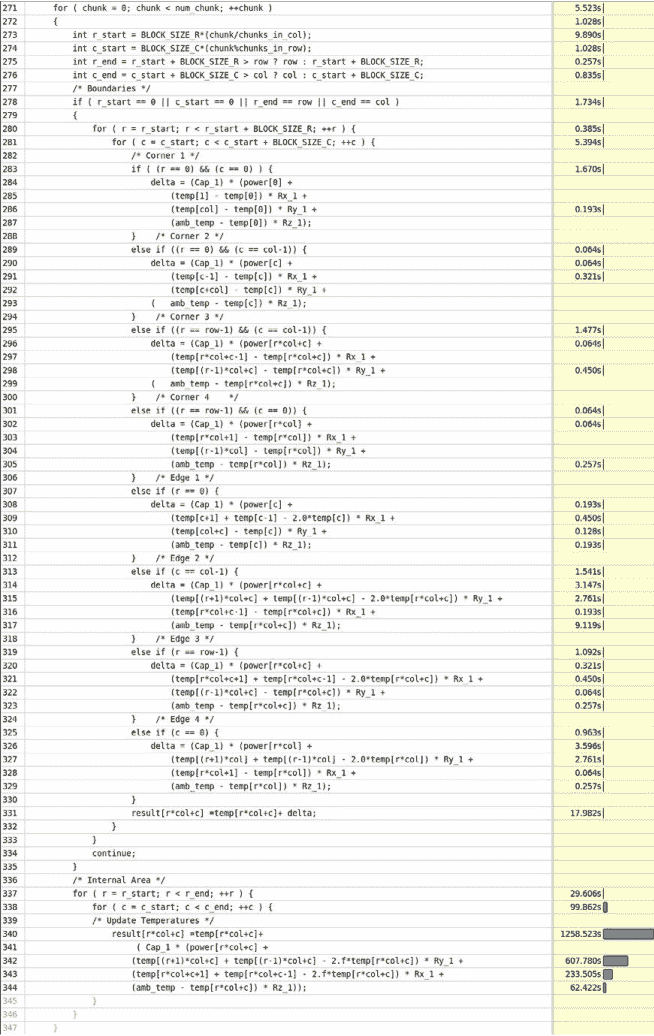 271 for ( chunk = 0; chunk < num_chunk; ++chunk ) 5.523s
272 { 1.028s
273 int r_start = BLOCK_SIZE_R*(chunk/chunks_in_col); 9.890s
274 int c_start = BLOCK_SIZE_C*(chunk%chunks_in_row); 1.028s
275 int r_end = r_start + BLOCK_SIZE_R > row ? row : r_start + BLOCK_SIZE_R; 0.257s
276 int c_end = c_start + BLOCK_SIZE_C > col ? col : c_start + BLOCK_SIZE_C; 0.835s
277 /* Boundaries */
278 if ( r_start == 0 || c_start == 0 || r_end == row || c_end == col ) 1.734s
279 {
280 for ( r = r_start; r < r_start + BLOCK_SIZE_R; ++r ) { 0.385s
281 for ( c = c_start; c < c_start + BLOCK_SIZE_C; ++c ) { 5.394s
282 /* Corner 1 */
283 if ( (r == 0) && (c == 0) ) { 1.670s
284 delta = (Cap_1) * (power[0] +
285 (temp[1] - temp[0]) * Rx_1 +
286 (temp[col] - temp[0]) * Ry_1 + 0.193s
287 (amb_temp - temp[0]) * Rz_1);
288 } /* Corner 2 */
289 else if ((r == 0) && (c == col-1)) { 0.064s
290 delta = (Cap_1) * (power[c] + 0.064s
291 (temp[c-1] - temp[c]) * Rx_1 + 0.321s
292 (temp[c+col] - temp[c]) * Ry_1 +
293 ( amb_temp - temp[c]) * Rz_1);
294 } /* Corner 3 */
295 else if ((r == row-1) && (c == col-1)) { 1.477s
296 delta = (Cap_1) * (power[r*col+c] + 0.064s
297 (temp[r*col+c-1] - temp[r*col+c]) * Rx_1 +
298 (temp[(r-1)*col+c] - temp[r*col+c]) * Ry_1 + 0.450s
299 ( amb_temp - temp[r*col+c]) * Rz_1);
300 } /* Corner 4 */
301 else if ((r == row-1) && (c == 0)) { 0.064s
302 delta = (Cap_1) * (power[r*col] + 0.064s
303 (temp[r*col+1] - temp[r*col]) * Rx_1 +
304 (temp[(r-1)*col] - temp[r*col]) * Ry_1 +
305 (amb_temp - temp[r*col]) * Rz_1); 0.257s
306 } /* Edge 1 */
307 else if (r == 0) {
308 delta = (Cap_1) * (power[c] + 0.193s
309 (temp[c+1] + temp[c-1] - 2.0*temp[c]) * Rx_1 + 0.450s
310 (temp[col+c] - temp[c]) * Ry_1 + 0.128s
311 (amb_temp - temp[c]) * Rz_1); 0.193s
312 } /* Edge 2 */
313 else if (c == col-1) { 1.541s
314 delta = (Cap_1) * (power[r*col+c] + 3.147s
315 (temp[(r+1)*col+c] + temp[(r-1)*col+c] - 2.0*temp[r*col+c]) * Ry_1 + 2.761s
316 (temp[r*col+c-1] - temp[r*col+c]) * Rx_1 + 0.193s
317 (amb_temp - temp[r*col+c]) * Rz_1); 9.119s
318 } /* Edge 3 */
319 else if (r == row-1) { 1.092s
320 delta = (Cap_1) * (power[r*col+c] + 0.321s
321 (temp[r*col+c+1] + temp[r*col+c-1] - 2.0*temp[r*col+c]) * Rx_1 + 0.450s
322 (temp[(r-1)*col+c] - temp[r*col+c]) * Ry_1 + 0.064s
323 (amb_temp - temp[r*col+c]) * Rz_1); 0.257s
324 } /* Edge 4 */
325 else if (c == 0) { 0.963s
326 delta = (Cap_1) * (power[r*col] + 3.596s
327 (temp[(r+1)*col] + temp[(r-1)*col] - 2.0*temp[r*col]) * Ry_1 + 2.761s
328 (temp[r*col+1] - temp[r*col]) * Rx_1 + 0.064s
329 (amb_temp - temp[r*col]) * Rz_1); 0.257s
330 }
331 result[r*col+c] =temp[r*col+c]+ delta; 17.982s
332 }
333 }
334 continue;
335 }
336 /* Internal Area */
337 for ( r = r_start; r < r_end; ++r ) { 29.606s
338 for ( c = c_start; c < c_end; ++c ) { 99.862s
339 /* Update Temperatures */
340 result[r*col+c] =temp[r*col+c]+ 1258.523s
341 ( Cap_1 * (power[r*col+c] +
342 (temp[(r+1)*col+c] + temp[(r-1)*col+c] - 2.f*temp[r*col+c]) * Ry_1 + 607.780s
343 (temp[r*col+c+1] + temp[r*col+c-1] - 2.f*temp[r*col+c]) * Rx_1 + 233.505s
344 (amb_temp - temp[r*col+c]) * Rz_1)); 62.422s
345 }
346 }
347 }